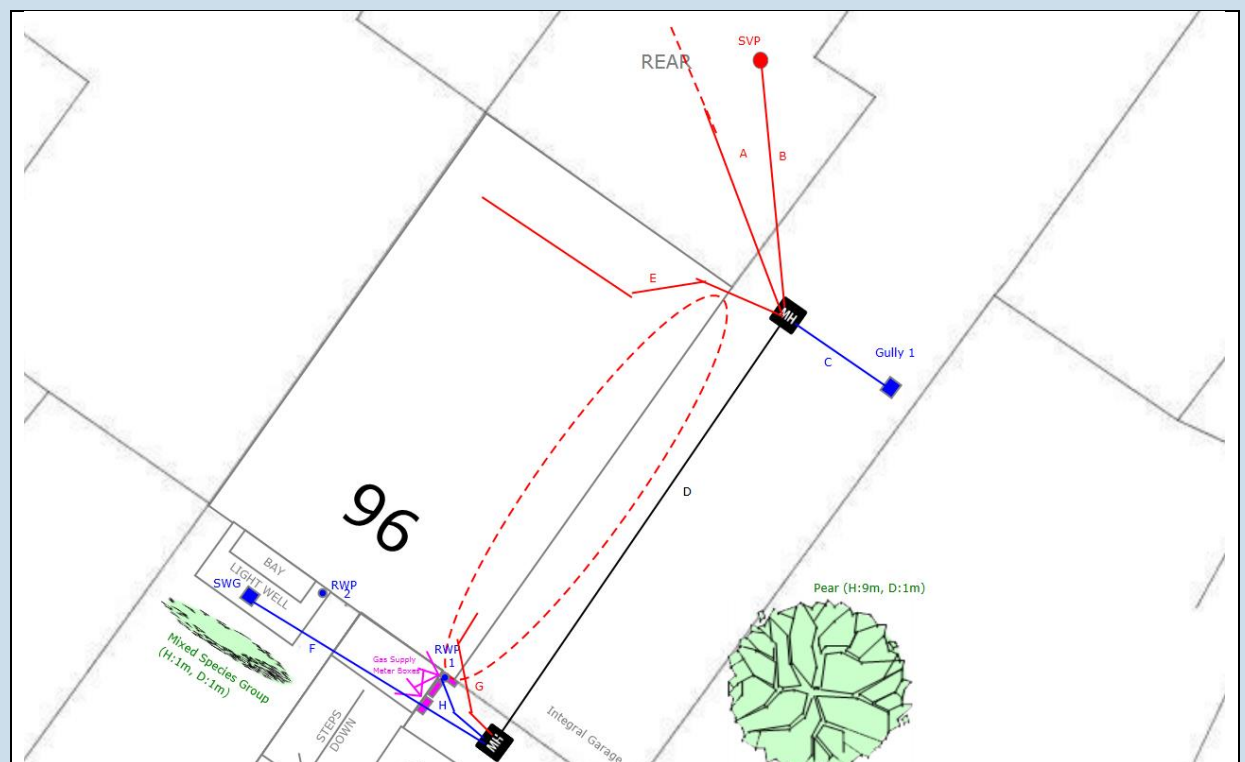 SVP
REAR
A
B
E
MH
Gully 1
C
D
96
BAY
LIGHT WELL
SWG
RWP
2
Pear (H:9m, D:1m)
Mixed Species Group
(H:1m, D:1m)
F
RWP
1
Gas Supply
Meter Boxes
G
H
MH
STEPS
DOWN
Integral Garage